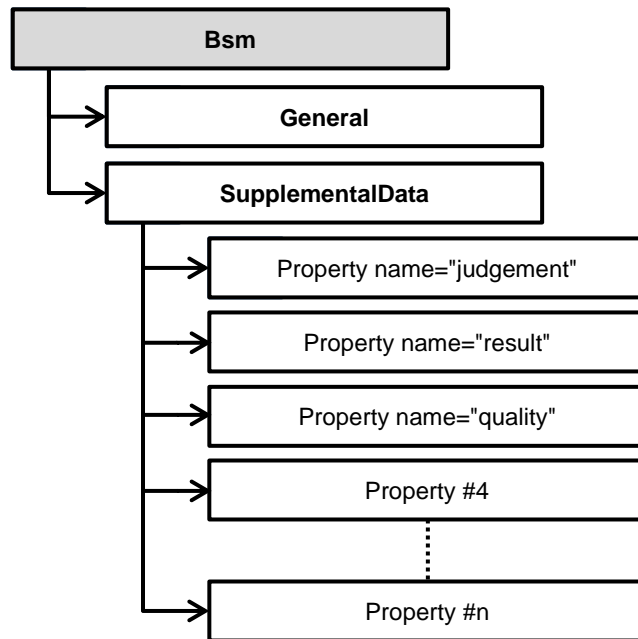 Bsm
General
SupplementalData
Property name="judgement"
Property name="result"
Property name="quality"
Property #4
Property #n